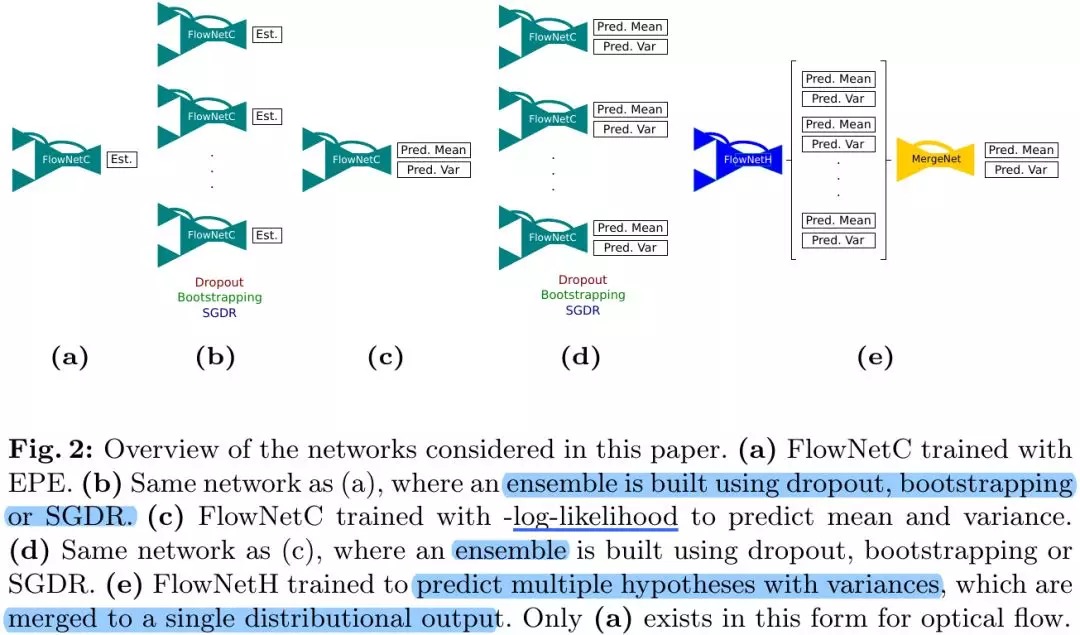 FlowNetC Est.
FlowNetC Est.
FlowNetC Est.
FlowNetC Est.
Dropout
Bootstrapping
SGDR
FlowNetC Pred. Mean
Pred. Var
FlowNetC Pred. Mean
Pred. Var
FlowNetC Pred. Mean
Pred. Var
FlowNetC Pred. Mean
Pred. Var
Dropout
Bootstrapping
SGDR
FlowNetH
Pred. Mean
Pred. Var
Pred. Mean
Pred. Var
Pred. Mean
Pred. Var
MergeNet Pred. Mean
Pred. Var
(a) (b) (c) (d) (e)
Fig. 2: Overview of the networks considered in this paper. (a) FlowNetC trained with
EPE. (b) Same network as (a), where an ensemble is built using dropout, bootstrapping
or SGDR. (c) FlowNetC trained with -log-likelihood to predict mean and variance.
(d) Same network as (c), where an ensemble is built using dropout, bootstrapping or
SGDR. (e) FlowNetH trained to predict multiple hypotheses with variances, which are
merged to a single distributional output. Only (a) exists in this form for optical flow.